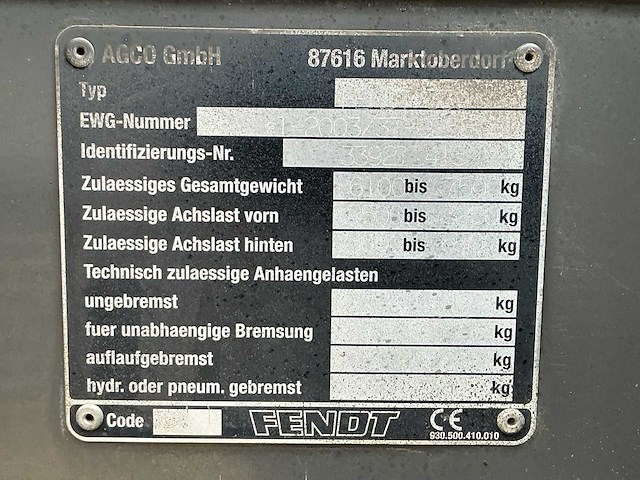 AGCO GmbH 87616 Marktoberdorf
Typ
EWG-Nummer
Identifizierungs-Nr.
Zulaessiges Gesamtgewicht bis kg
Zulaessige Achslast vorn bis kg
Zulaessige Achslast hinten bis kg
Technisch zulaessige Anhaengelasten
ungebremst kg
fuer unabhaengige Bremsung kg
auflaufgebremst kg
hydr. oder pneum. gebremst kg
Code FENDT CE
930.500.410.010